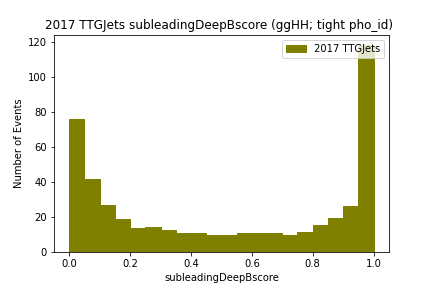 2017 TTGJets subleadingDeepBscore (ggHH; tight pho_id)
2017 TTGJets
120
100
80
60
40
20
0
Number of Events
0.0 0.2 0.4 0.6 0.8 1.0
subleadingDeepBscore